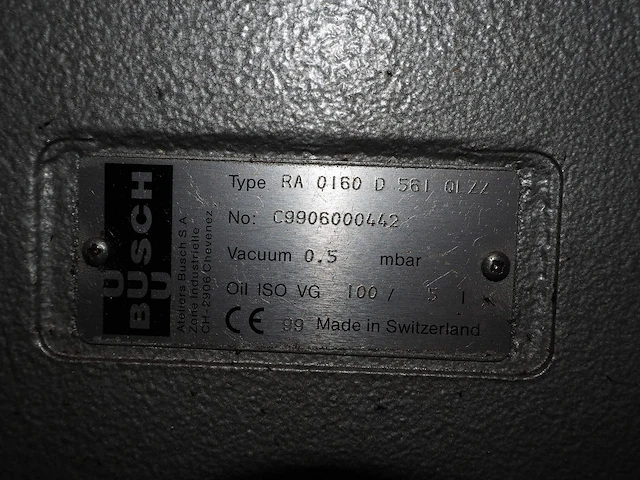 BUSCH
Ateliers Busch S A
Zone Industrielle
CH-2906 Chevenez
Type RA 0160 D 561 QLZZ
No: C9906000442
Vacuum 0.5 mbar
Oil ISO VG 100 / 5 l
CE 99 Made in Switzerland